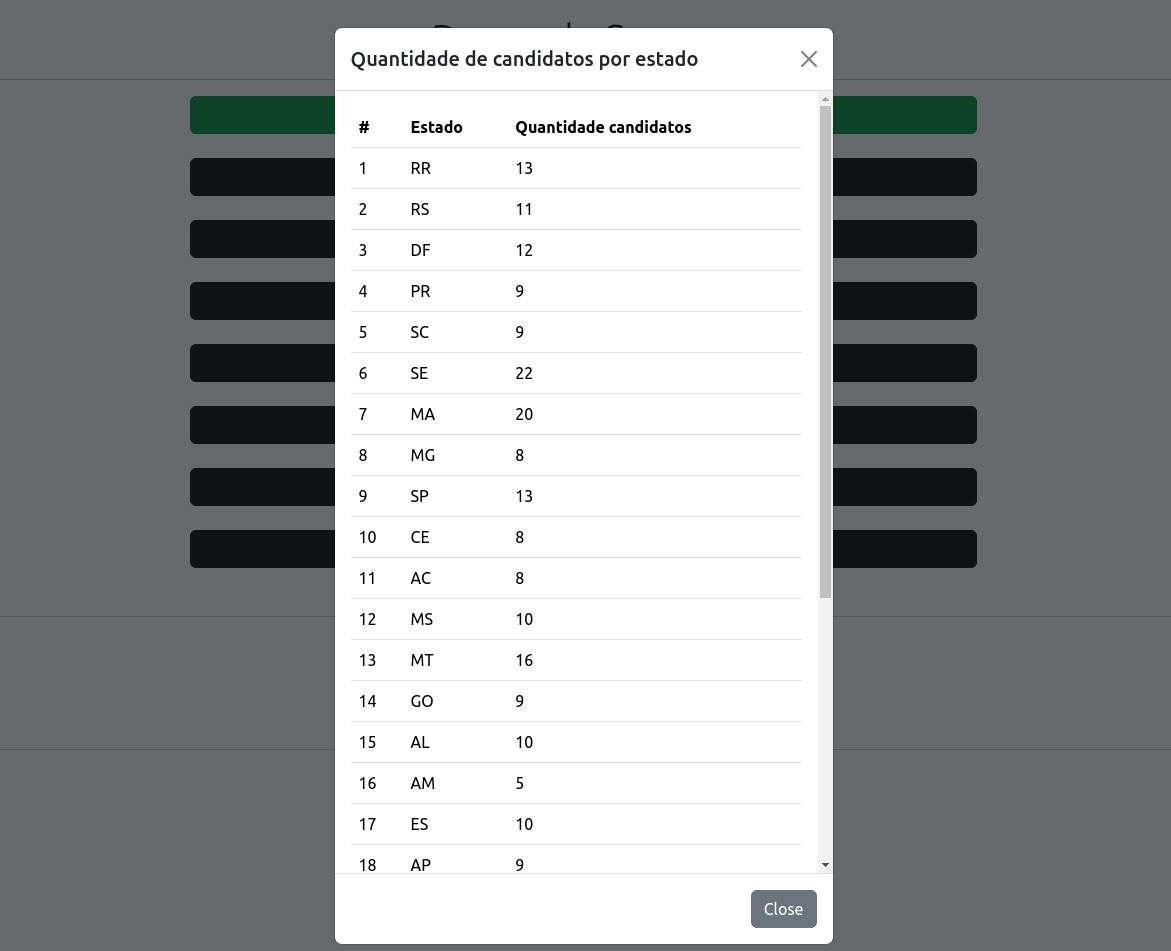 Quantidade de candidatos por estado
# Estado Quantidade candidatos
1 RR 13
2 RS 11
3 DF 12
4 PR 9
5 SC 9
6 SE 22
7 MA 20
8 MG 8
9 SP 13
10 CE 8
11 AC 8
12 MS 10
13 MT 16
14 GO 9
15 AL 10
16 AM 5
17 ES 10
18 AP 9
Close